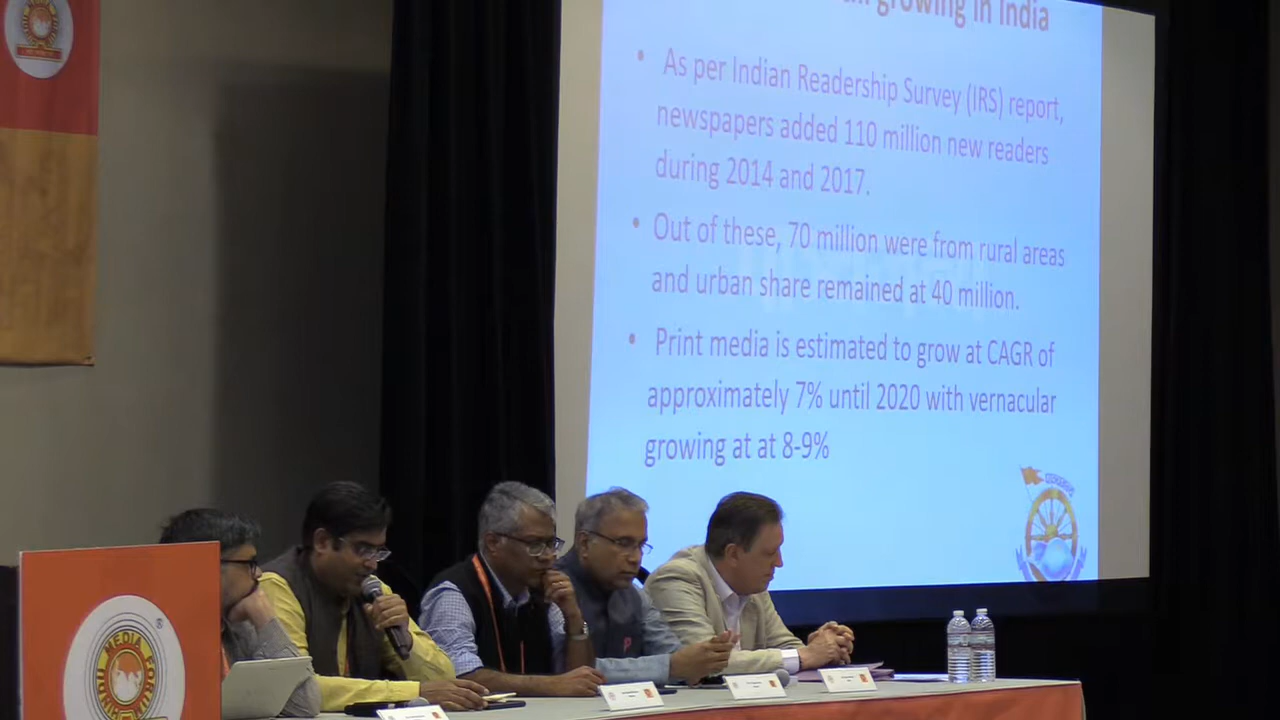 growing in India
• As per Indian Readership Survey (IRS) report,
newspapers added 110 million new readers
during 2014 and 2017.
• Out of these, 70 million were from rural areas
and urban share remained at 40 million.
• Print media is estimated to grow at CAGR of
approximately 7% until 2020 with vernacular
growing at at 8-9%
HINDU MEDIA FORUM
®